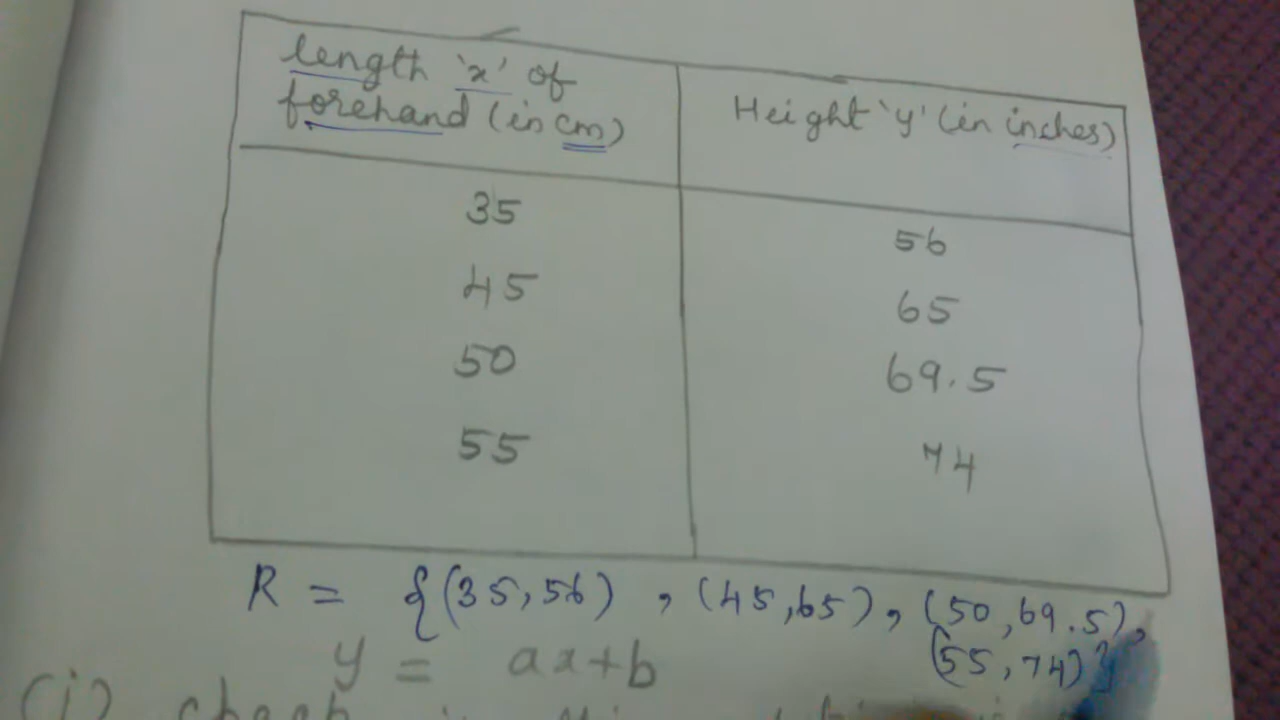 length 'x' of
forehand (in cm)
Height 'y' (in inches)
35
56
45
65
50
69.5
55
74
R = {(35,56) , (45,65), (50,69.5),
(55,74)}
y = ax+b
(i) check